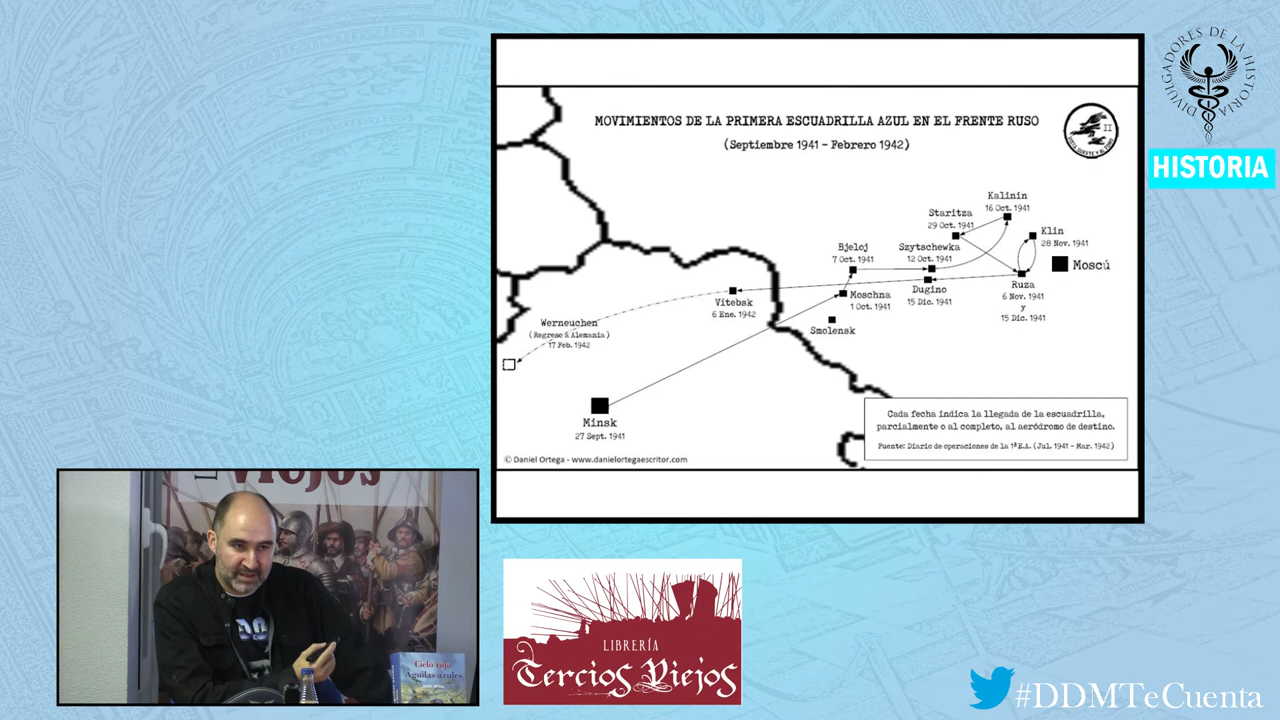 MOVIMIENTOS DE LA PRIMERA ESCUADRILLA AZUL EN EL FRENTE RUSO
(Septiembre 1941 - Febrero 1942)
II
Kalinin
16 Oct. 1941
Staritza
29 Oct. 1941
Klin
28 Nov. 1941
Moscú
Szytschewka
12 Oct. 1941
Bjeloj
7 Oct. 1941
Ruza
6 Nov. 1941
y
15 Dic. 1941
Dugino
15 Dic. 1941
Moschna
1 Oct. 1941
Smolensk
Vitebsk
6 Ene. 1942
Werneuchen
(Regreso a Alemania)
17 Feb. 1942
Minsk
27 Sept. 1941
Cada fecha indica la llegada de la escuadrilla,
parcialmente o al completo, al aeródromo de destino.
Fuente: Diario de operaciones de la 1ª E.A. (Jul. 1941 - Mar. 1942)
© Daniel Ortega - www.danielortegaescritor.com
DIVULGADORES DE LA HISTORIA
HISTORIA
VIEJOS
Cielo rojo
Águilas azules
LIBRERÍA
Tercios Viejos
#DDMTeCuenta